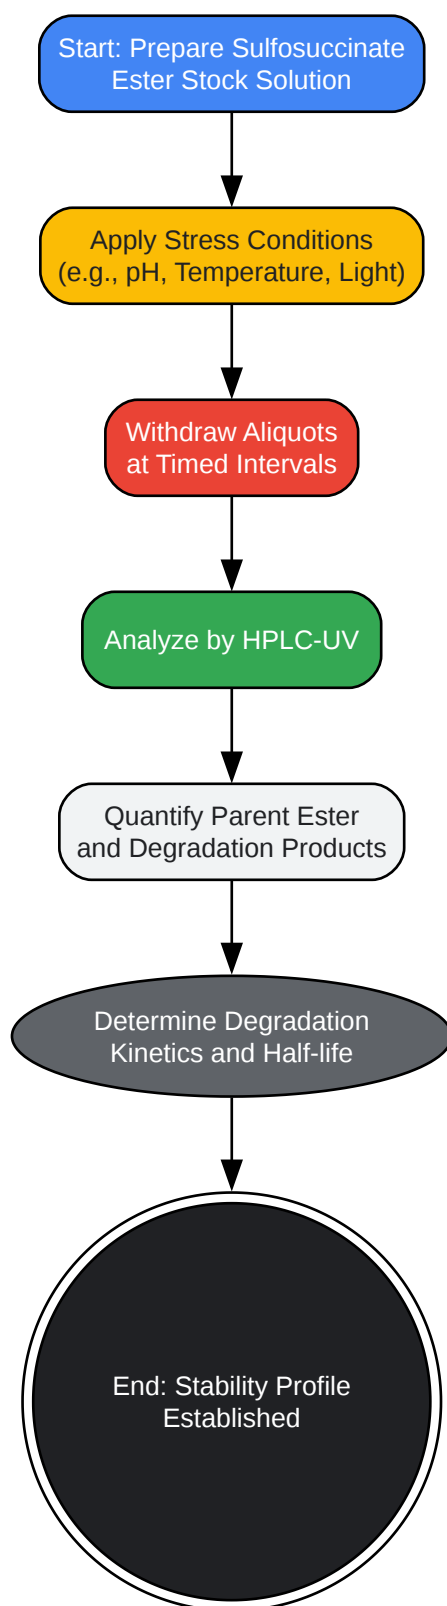 Start: Prepare Sulfosuccinate
Ester Stock Solution
Apply Stress Conditions
(e.g., pH, Temperature, Light)
Withdraw Aliquots
at Timed Intervals
Analyze by HPLC-UV
Quantify Parent Ester
and Degradation Products
Determine Degradation
Kinetics and Half-life
End: Stability Profile
Established